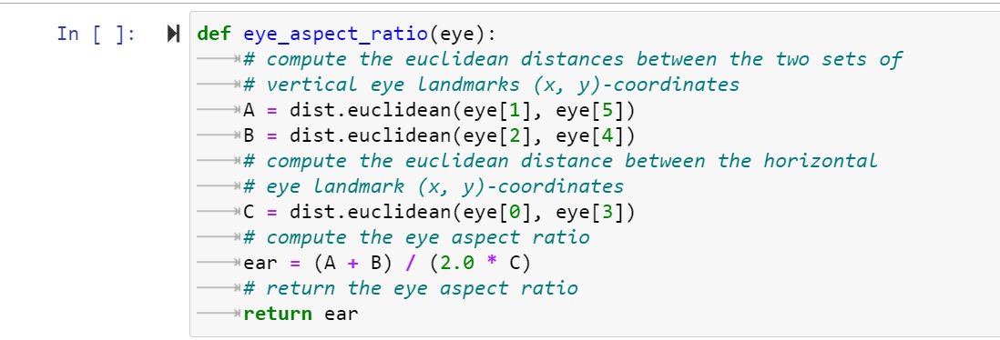 In [ ]: def eye_aspect_ratio(eye):
# compute the euclidean distances between the two sets of
# vertical eye landmarks (x, y)-coordinates
A = dist.euclidean(eye[1], eye[5])
B = dist.euclidean(eye[2], eye[4])
# compute the euclidean distance between the horizontal
# eye landmark (x, y)-coordinates
C = dist.euclidean(eye[0], eye[3])
# compute the eye aspect ratio
ear = (A + B) / (2.0 * C)
# return the eye aspect ratio
return ear